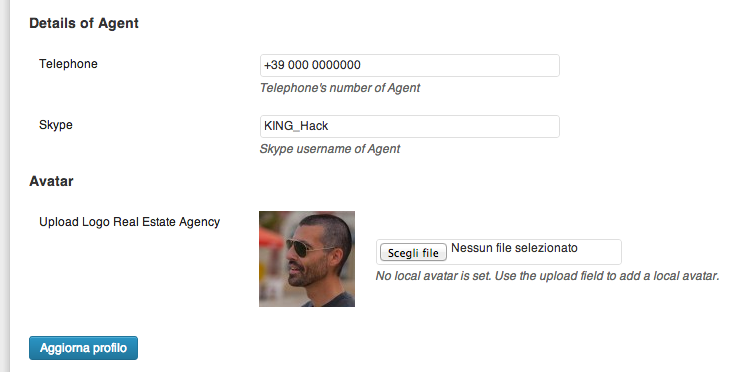 Details of Agent
Telephone
+39 000 0000000
Telephone's number of Agent
Skype
KING_Hack
Skype username of Agent
Avatar
Upload Logo Real Estate Agency
Scegli file Nessun file selezionato
No local avatar is set. Use the upload field to add a local avatar.
Aggiorna profilo